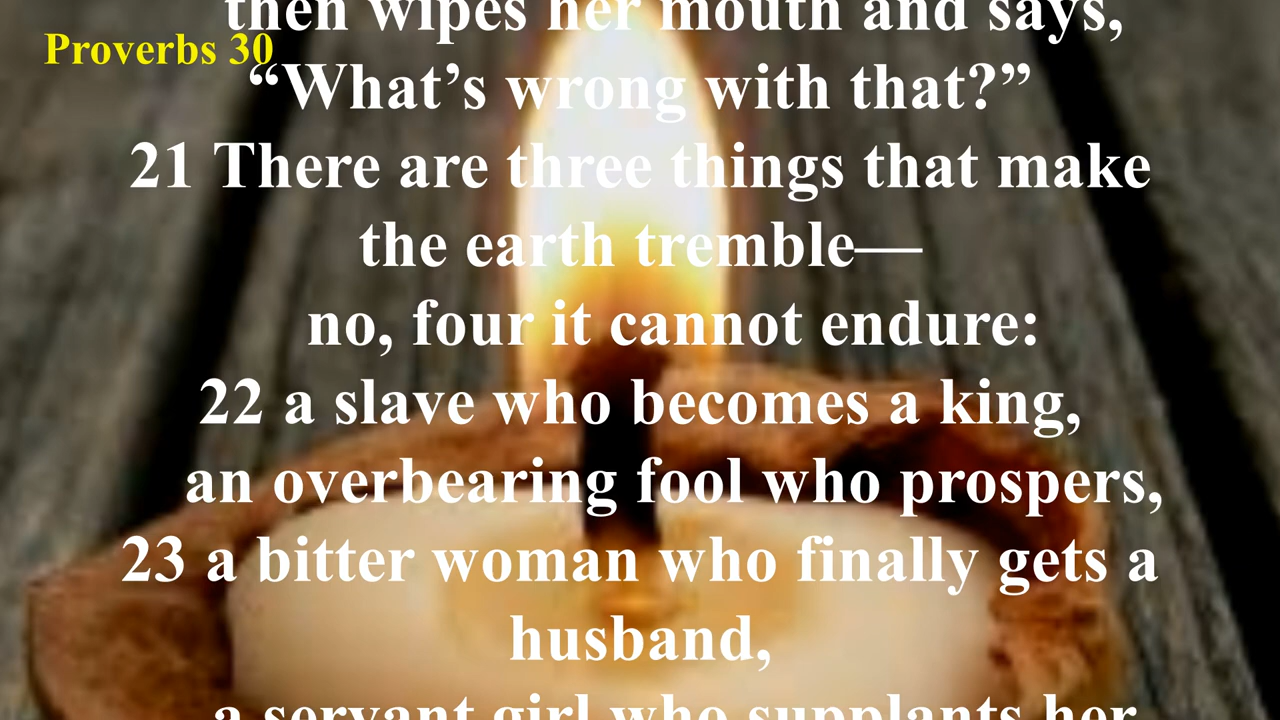 then wipes her mouth and says,
Proverbs 30
“What’s wrong with that?”
21 There are three things that make
the earth tremble—
no, four it cannot endure:
22 a slave who becomes a king,
an overbearing fool who prospers,
23 a bitter woman who finally gets a
husband,
a servant girl who supplants her